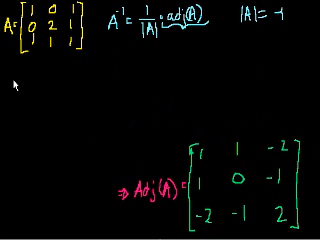 A = [ 1 0 1
0 2 1
1 1 1 ]
A⁻¹ = 1/|A| · adj(A)
|A| = -1
⇒ Adj(A) = [ 1 1 -2
1 0 -1
-2 -1 2 ]